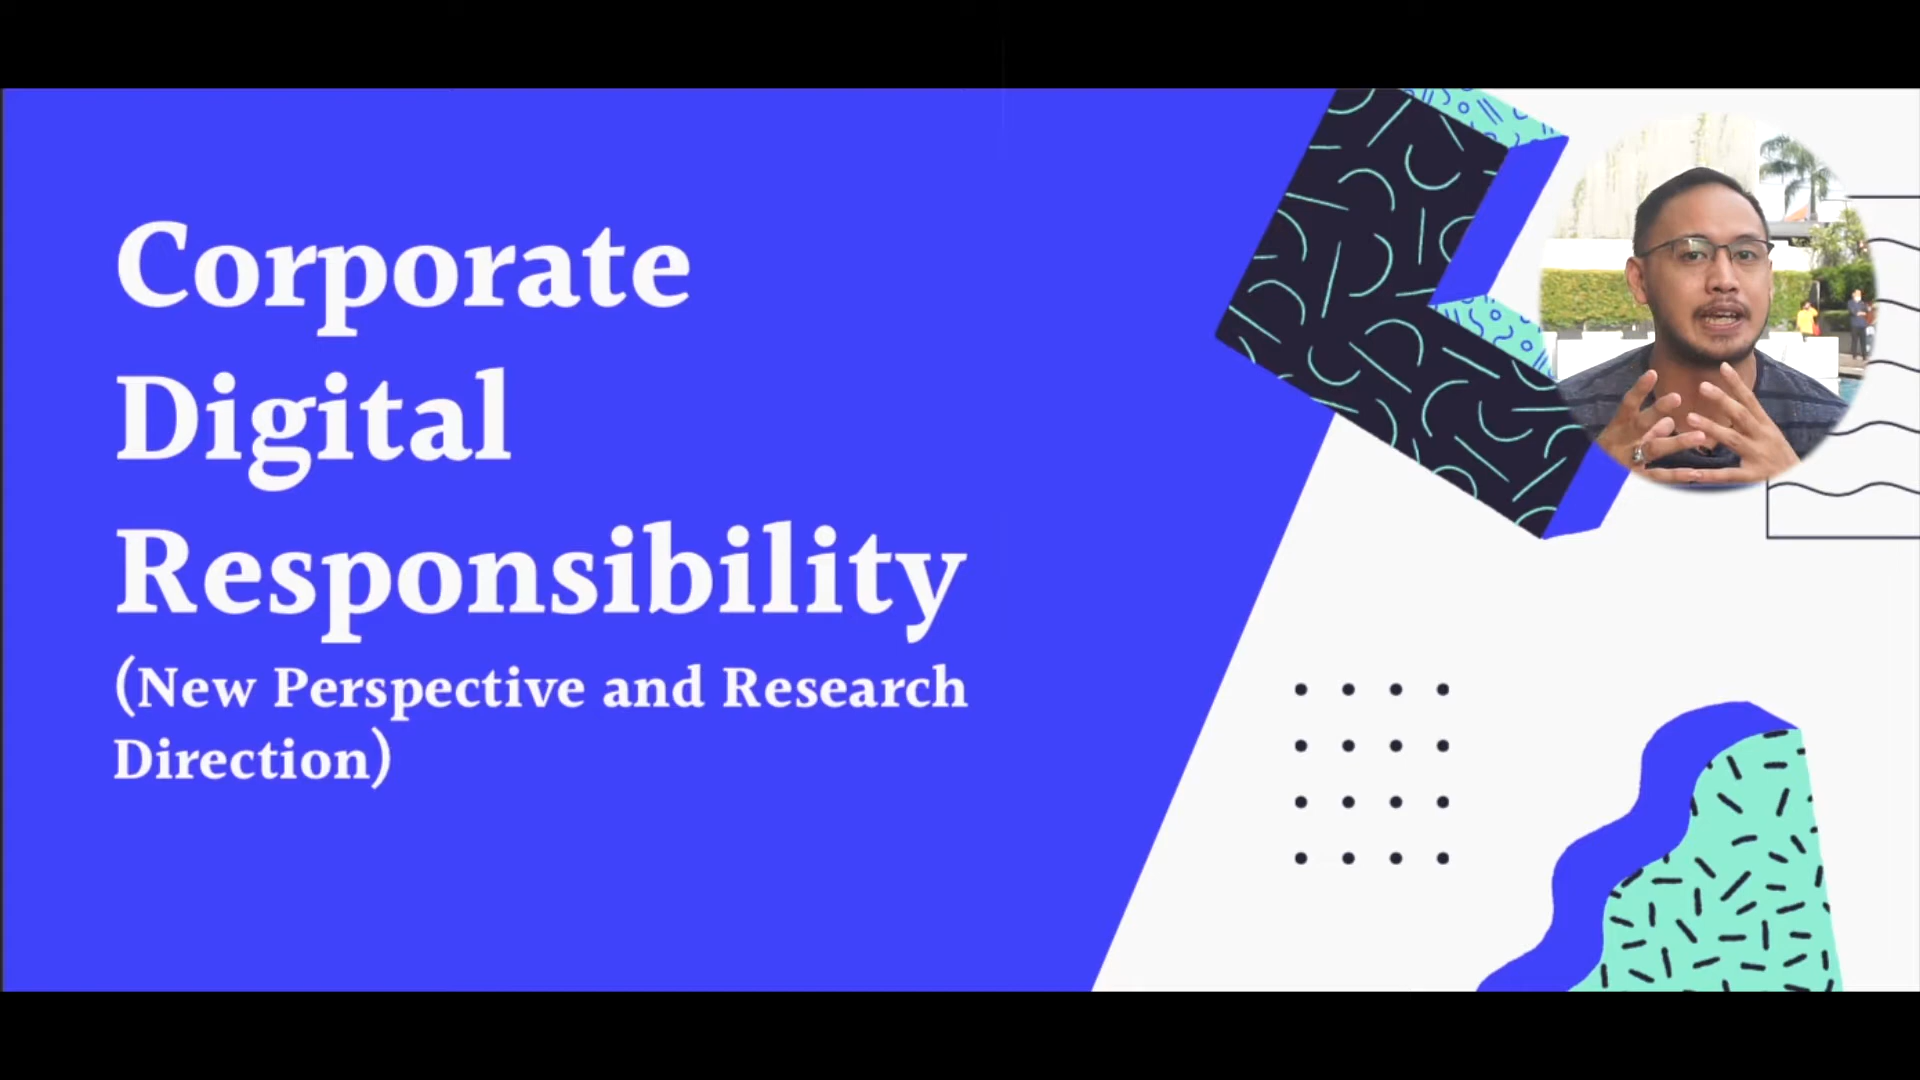 Corporate
Digital
Responsibility
(New Perspective and Research
Direction)